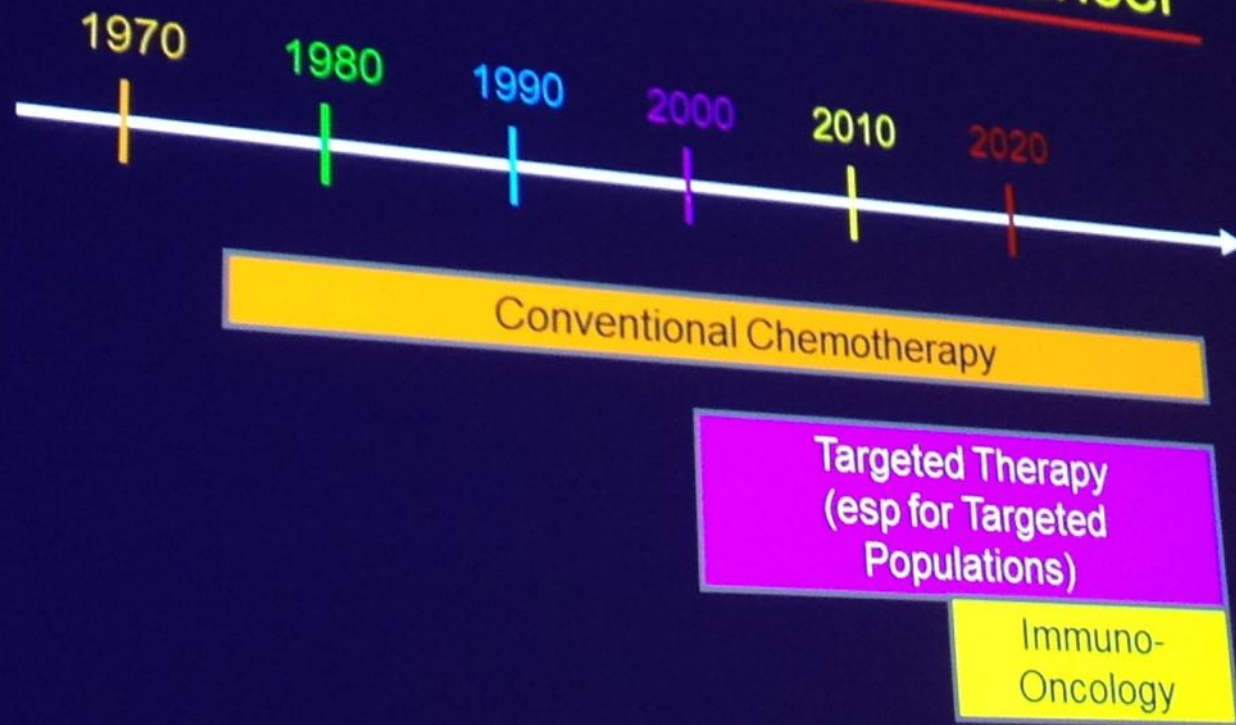 1970 1980 1990 2000 2010 2020
Conventional Chemotherapy
Targeted Therapy
(esp for Targeted
Populations)
Immuno-
Oncology